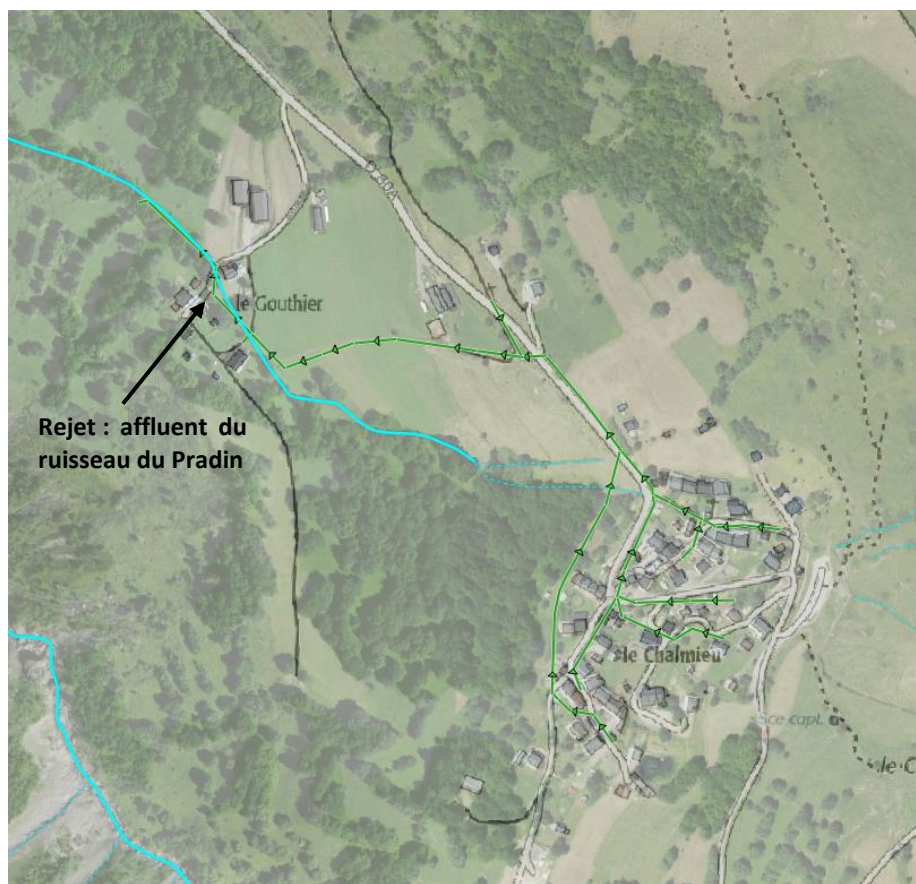 le Gouthier
Rejet : affluent du
ruisseau du Pradin
le Chalmieu
Sce capt.
le C